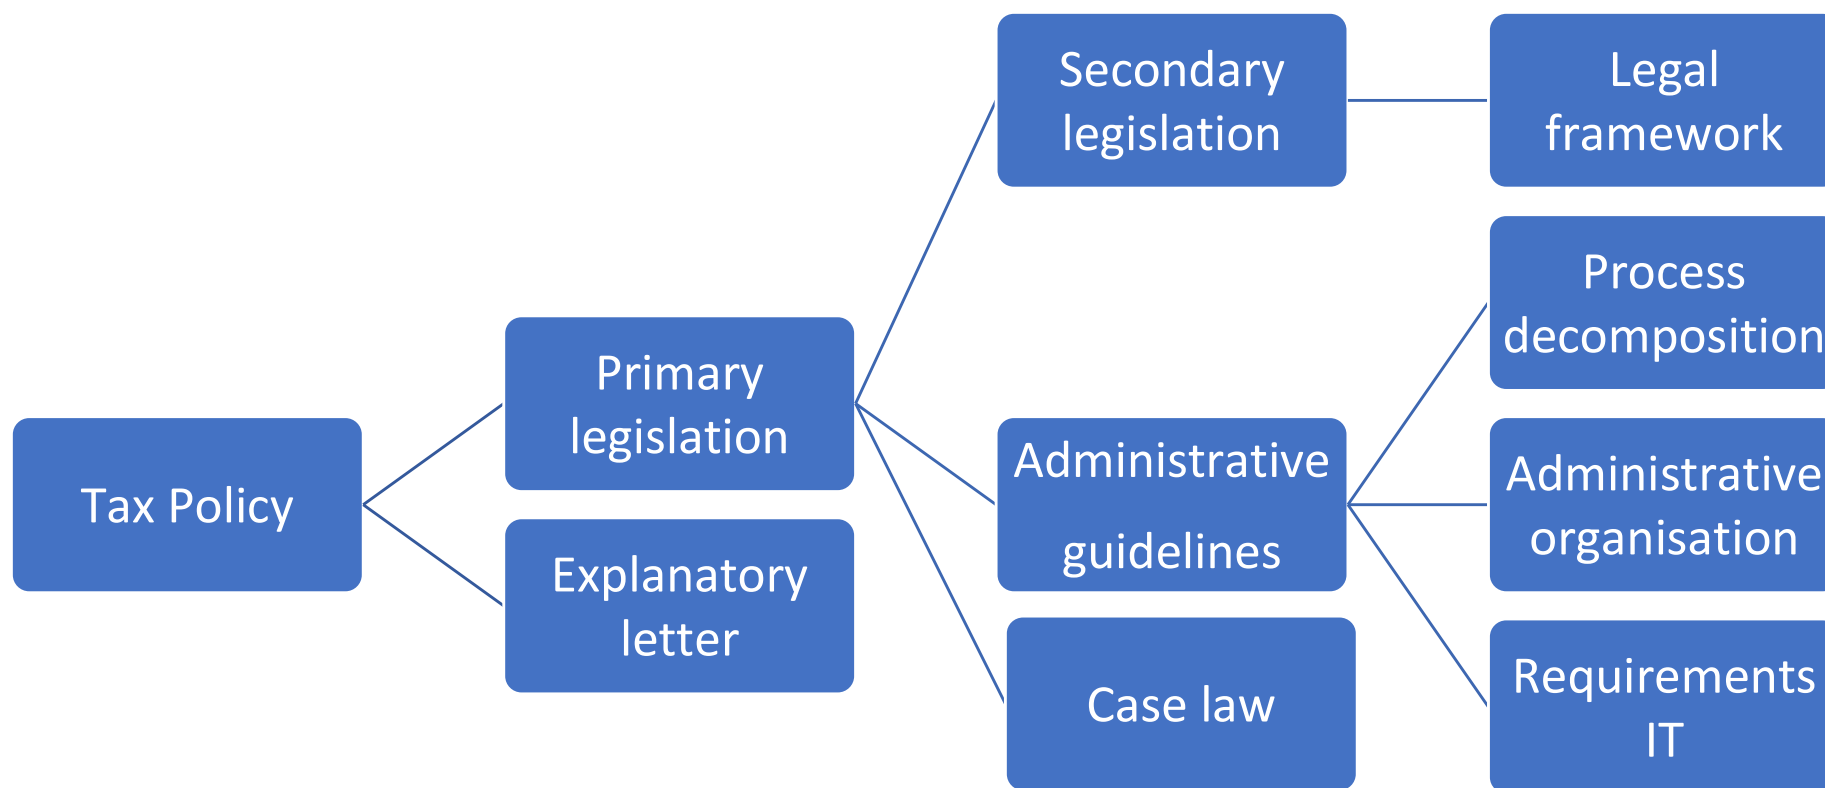 Tax Policy
Primary
legislation
Explanatory
letter
Secondary
legislation
Administrative
guidelines
Case law
Legal
framework
Process
decomposition
Administrative
organisation
Requirements
IT